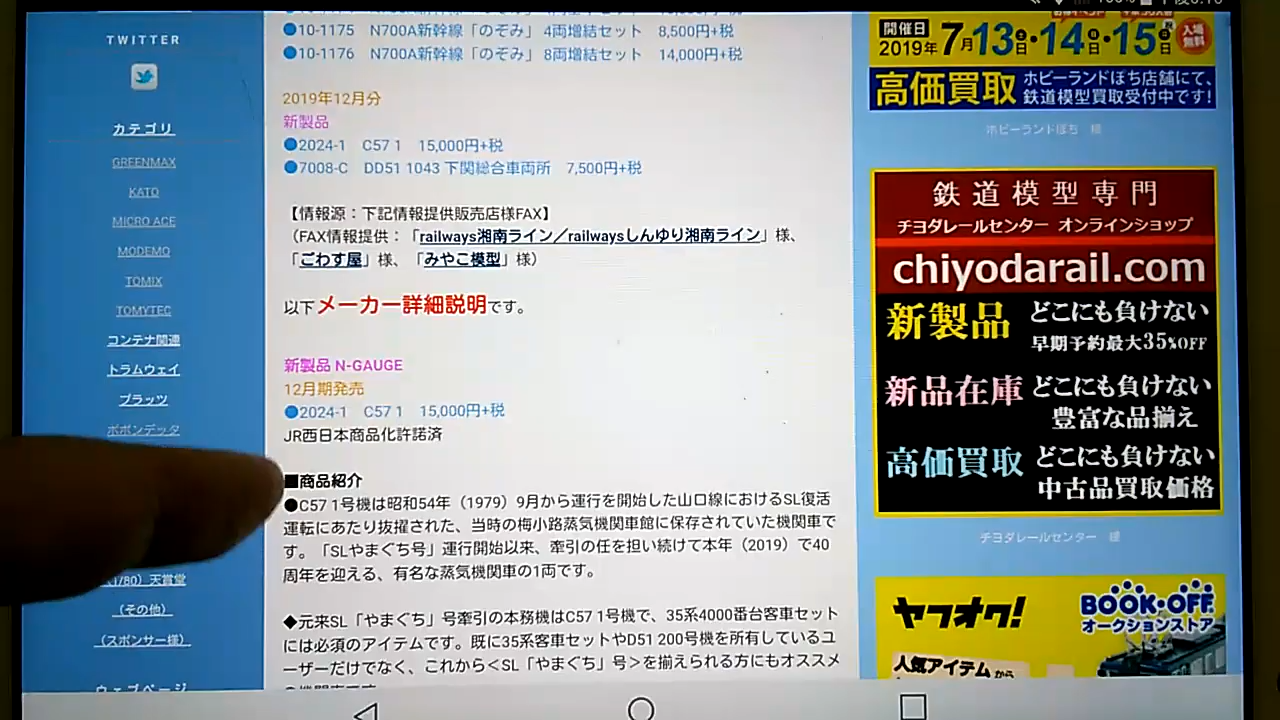 TWITTER
カテゴリ
GREENMAX
KATO
MICRO ACE
MODEMO
TOMIX
TOMYTEC
コンテナ関連
トラムウェイ
プラッツ
ポポンデッタ
(1/80) 天賞堂
(その他)
(スポンサー様)
ウェブページ
●10-1175 N700A新幹線「のぞみ」 4両増結セット 8,500円+税
●10-1176 N700A新幹線「のぞみ」 8両増結セット 14,000円+税
2019年12月分
新製品
●2024-1 C57 1 15,000円+税
●7008-C DD51 1043 下関総合車両所 7,500円+税
【情報源：下記情報提供販売店様FAX】
（FAX情報提供：「railways湘南ライン／railwaysしんゆり湘南ライン」様、
「ごわす屋」様、「みやこ模型」様）
以下メーカー詳細説明です。
新製品 N-GAUGE
12月期発売
●2024-1 C57 1 15,000円+税
JR西日本商品化許諾済
■商品紹介
●C57 1号機は昭和54年（1979）9月から運行を開始した山口線におけるSL復活
運転にあたり抜擢された、当時の梅小路蒸気機関車館に保存されていた機関車で
す。「SLやまぐち号」運行開始以来、牽引の任を担い続けて本年（2019）で40
周年を迎える、有名な蒸気機関車の1両です。
◆元来SL「やまぐち」号牽引の本務機はC57 1号機で、35系4000番台客車セット
には必須のアイテムです。既に35系客車セットやD51 200号機を所有しているユ
ーザーだけでなく、これから＜SL「やまぐち」号＞を揃えられる方にもオススメ
の機関車です
開催日
2019年7月13土日・14日・15日
入場無料
高価買取 ホビーランドぽち店舗にて、
鉄道模型買取受付中です!
ホビーランドぽち 様
鉄道模型専門
チヨダレールセンター オンラインショップ
chiyodarail.com
新製品 どこにも負けない
早期予約最大35%OFF
新品在庫 どこにも負けない
豊富な品揃え
高価買取 どこにも負けない
中古品買取価格
チヨダレールセンター 様
ヤフオク!
BOOK・OFF
オークションストア
人気アイテムから